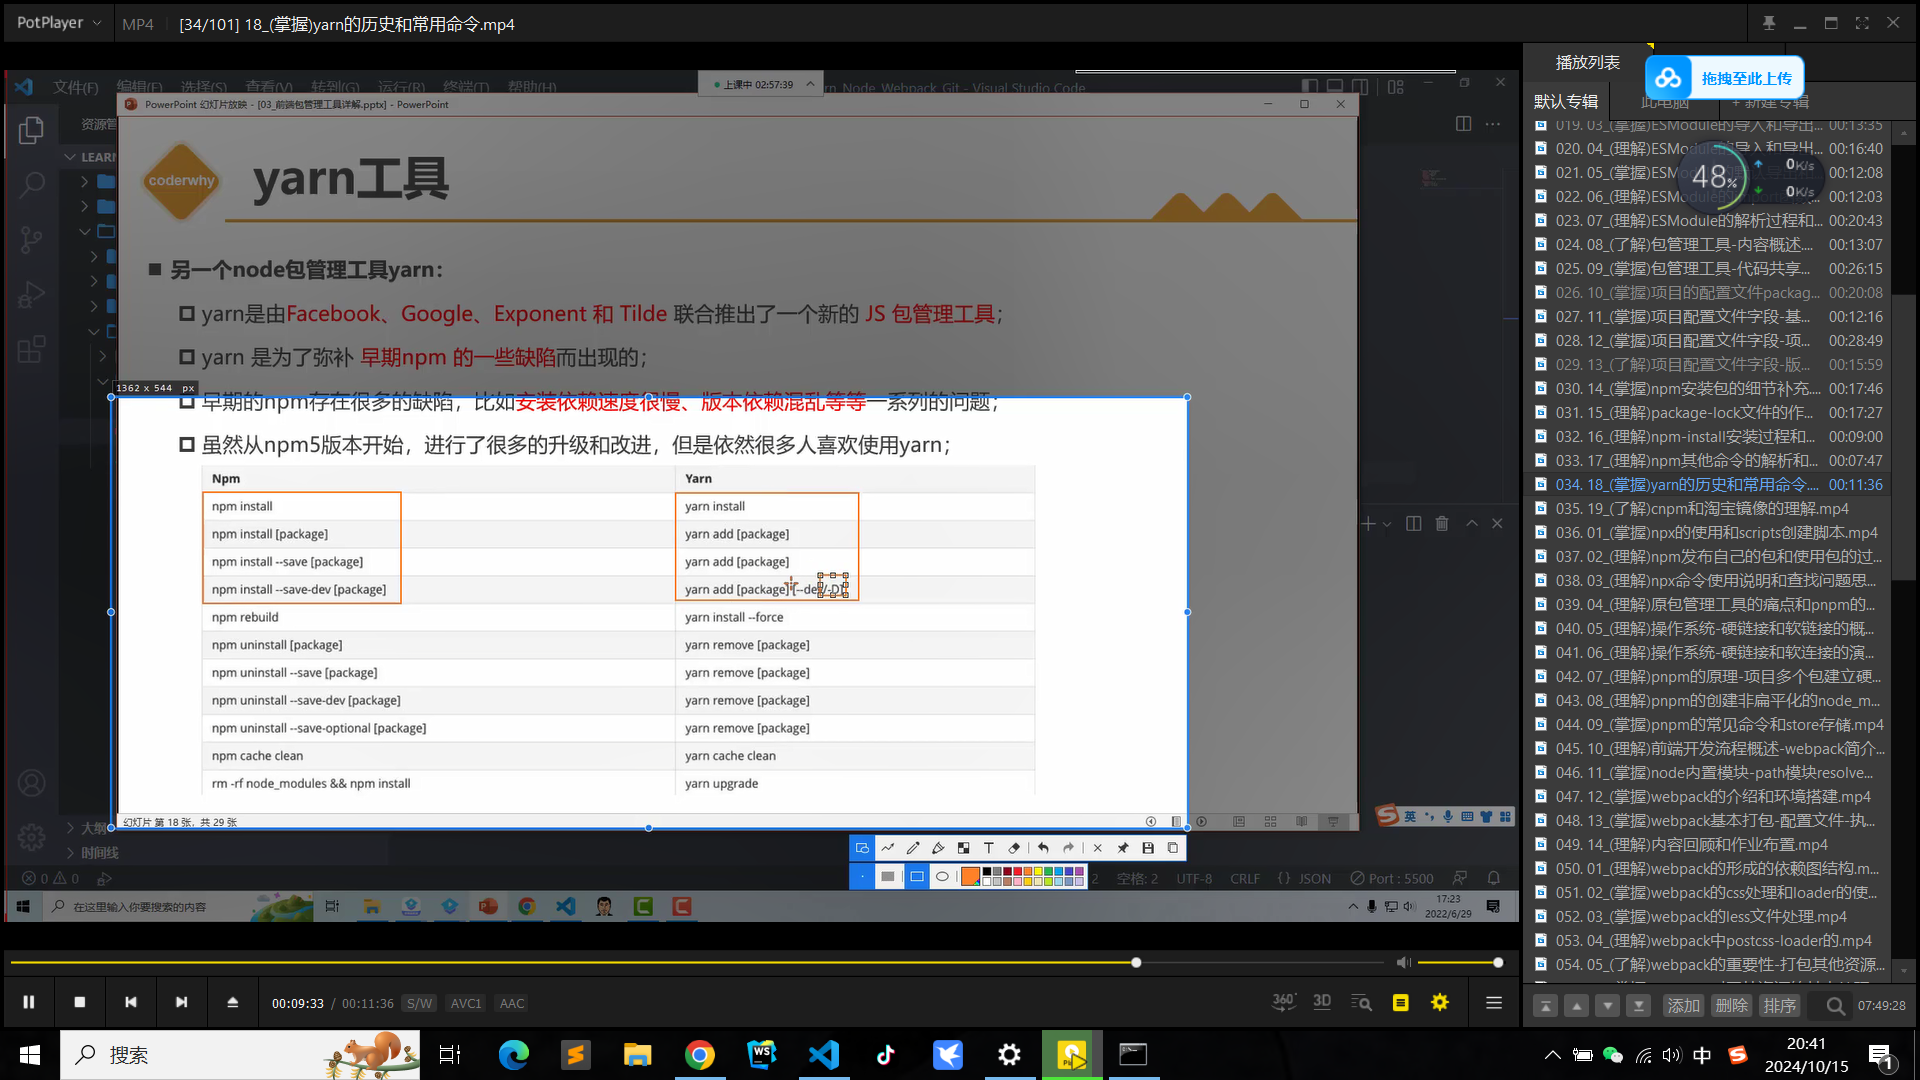 PotPlayer
MP4
[34/101] 18_(掌握)yarn的历史和常用命令.mp4
文件(F) 编辑(E) 选择(S) 查看(V) 转到(G) 运行(R) 终端(T) 帮助(H)
上课中 02:57:39
rn_Node_Webpack_Git - Visual Studio Code
PowerPoint 幻灯片放映 - [03_前端包管理工具详解.pptx] - PowerPoint
资源管
LEARN
coderwhy
yarn工具
另一个node包管理工具yarn：
yarn是由Facebook、Google、Exponent 和 Tilde 联合推出了一个新的 JS 包管理工具；
yarn 是为了弥补 早期npm 的一些缺陷而出现的；
1362 x 544 px
早期的npm存在很多的缺陷，比如安装依赖速度很慢、版本依赖混乱等等一系列的问题；
虽然从npm5版本开始，进行了很多的升级和改进，但是依然很多人喜欢使用yarn；
Npm Yarn
npm install yarn install
npm install [package] yarn add [package]
npm install --save [package] yarn add [package]
npm install --save-dev [package] yarn add [package] [--dev/-D]
npm rebuild yarn install --force
npm uninstall [package] yarn remove [package]
npm uninstall --save [package] yarn remove [package]
npm uninstall --save-dev [package] yarn remove [package]
npm uninstall --save-optional [package] yarn remove [package]
npm cache clean yarn cache clean
rm -rf node_modules && npm install yarn upgrade
幻灯片 第 18 张，共 29 张
大纲
时间线
0 0
2 空格: 2 UTF-8 CRLF {} JSON Port : 5500
英
在这里输入你要搜索的内容
17:23
2022/6/29
00:09:33 / 00:11:36 S/W AVC1 AAC
360° 3D
播放列表
拖拽至此上传
默认专辑 此电脑 + 新建专辑
48%
0K/s
0K/s
019. 03_(掌握)ESModule的导入和导出... 00:13:35
020. 04_(理解)ESModule的导入和导出... 00:16:40
021. 05_(掌握)ESModule的默认导出和... 00:12:08
022. 06_(理解)ESModule的import函数(... 00:12:03
023. 07_(理解)ESModule的解析过程和... 00:20:43
024. 08_(了解)包管理工具-内容概述.... 00:13:07
025. 09_(掌握)包管理工具-代码共享... 00:26:15
026. 10_(掌握)项目的配置文件packag... 00:20:08
027. 11_(掌握)项目配置文件字段-基... 00:12:16
028. 12_(掌握)项目配置文件字段-项... 00:28:49
029. 13_(了解)项目配置文件字段-版... 00:15:59
030. 14_(掌握)npm安装包的细节补充.... 00:17:46
031. 15_(理解)package-lock文件的作... 00:17:27
032. 16_(理解)npm-install安装过程和... 00:09:00
033. 17_(理解)npm其他命令的解析和... 00:07:47
034. 18_(掌握)yarn的历史和常用命令.... 00:11:36
035. 19_(了解)cnpm和淘宝镜像的理解.mp4
036. 01_(掌握)npx的使用和scripts创建脚本.mp4
037. 02_(理解)npm发布自己的包和使用包的过...
038. 03_(理解)npx命令使用说明和查找问题思...
039. 04_(理解)原包管理工具的痛点和pnpm的...
040. 05_(理解)操作系统-硬链接和软链接的概...
041. 06_(理解)操作系统-硬链接和软连接的演...
042. 07_(理解)pnpm的原理-项目多个包建立硬...
043. 08_(理解)pnpm的创建非扁平化的node_m...
044. 09_(掌握)pnpm的常见命令和store存储.mp4
045. 10_(理解)前端开发流程概述-webpack简介...
046. 11_(掌握)node内置模块-path模块resolve...
047. 12_(掌握)webpack的介绍和环境搭建.mp4
048. 13_(掌握)webpack基本打包-配置文件-执...
049. 14_(理解)内容回顾和作业布置.mp4
050. 01_(理解)webpack的形成的依赖图结构.m...
051. 02_(掌握)webpack的css处理和loader的使...
052. 03_(掌握)webpack的less文件处理.mp4
053. 04_(理解)webpack中postcss-loader的.mp4
054. 05_(了解)webpack的重要性-打包其他资源...
添加 删除 排序
07:49:28
搜索
中
20:41
2024/10/15
1